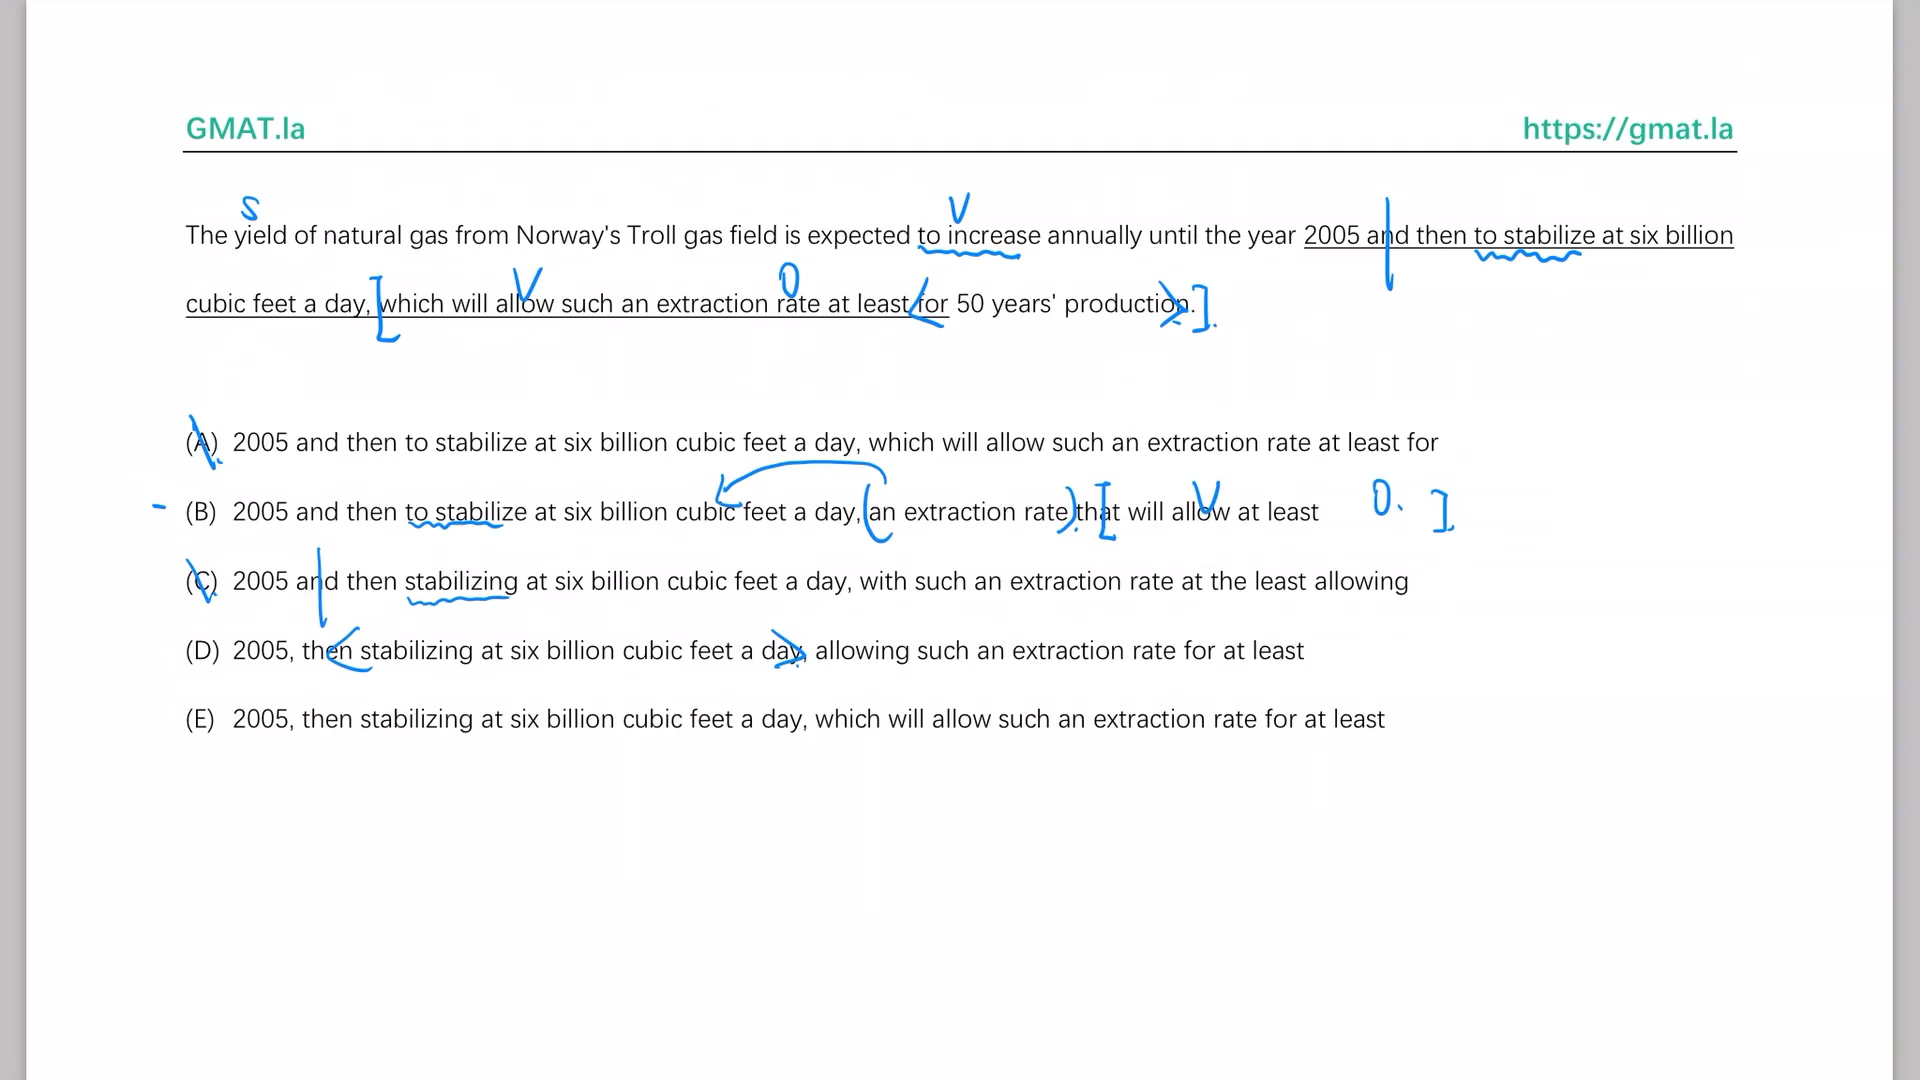 GMAT.la https://gmat.la
S V
The yield of natural gas from Norway's Troll gas field is expected to increase annually until the year 2005 and then to stabilize at six billion
V O
cubic feet a day, which will allow such an extraction rate at least for 50 years' production.
(A) 2005 and then to stabilize at six billion cubic feet a day, which will allow such an extraction rate at least for
V O.
(B) 2005 and then to stabilize at six billion cubic feet a day, an extraction rate that will allow at least
(C) 2005 and then stabilizing at six billion cubic feet a day, with such an extraction rate at the least allowing
(D) 2005, then stabilizing at six billion cubic feet a day, allowing such an extraction rate for at least
(E) 2005, then stabilizing at six billion cubic feet a day, which will allow such an extraction rate for at least